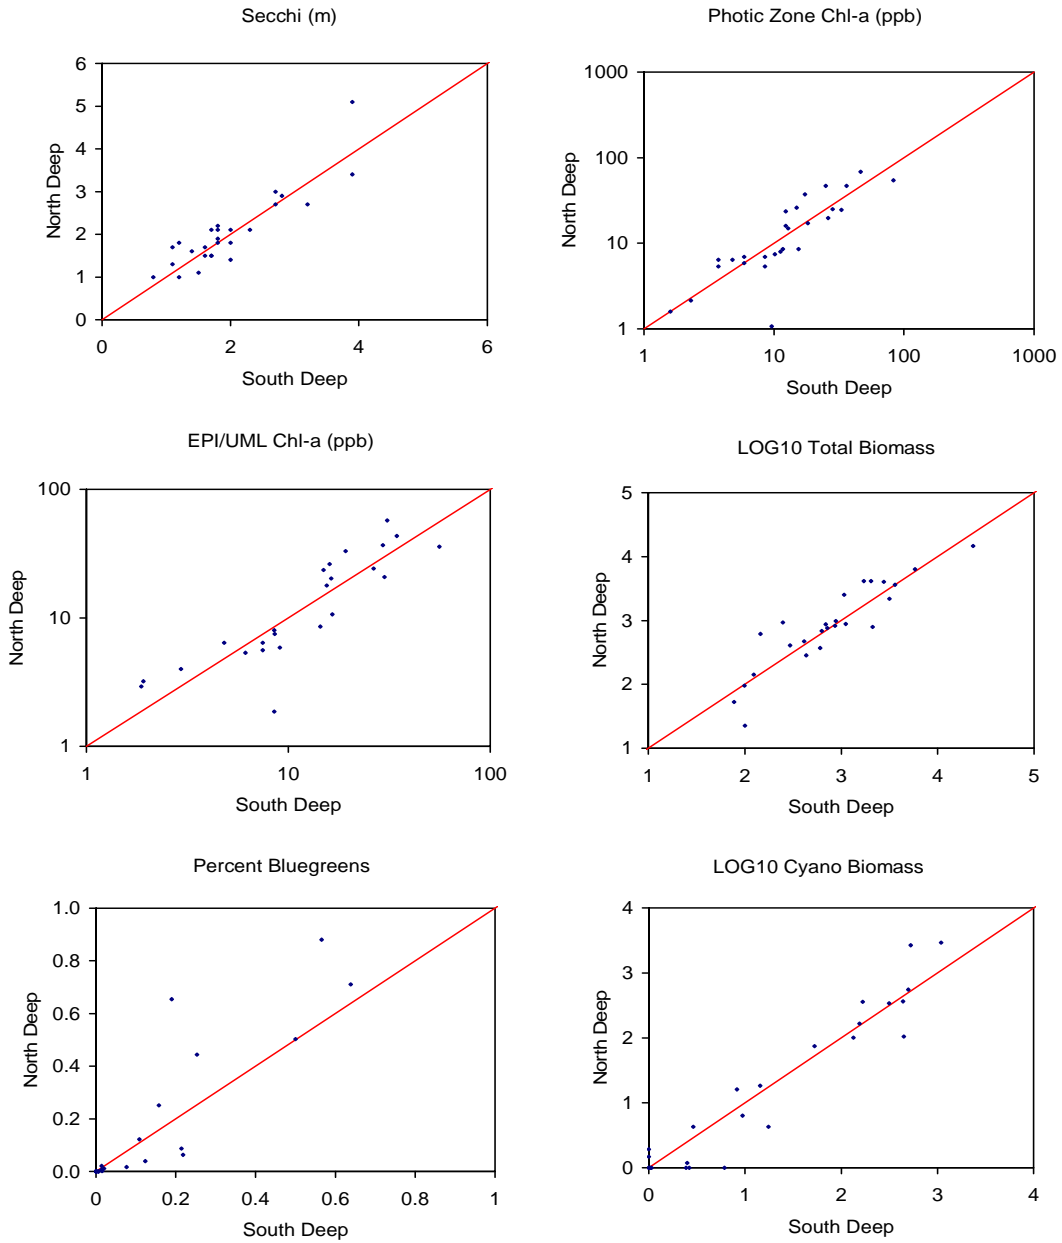 Secchi (m)
6
5
4
3
2
1
0
0 2 4 6
North Deep
South Deep
Photic Zone Chl-a (ppb)
1000
100
10
1
1 10 100 1000
North Deep
South Deep
EPI/UML Chl-a (ppb)
100
10
1
1 10 100
North Deep
South Deep
LOG10 Total Biomass
5
4
3
2
1
1 2 3 4 5
North Deep
South Deep
Percent Bluegreens
1.0
0.8
0.6
0.4
0.2
0.0
0 0.2 0.4 0.6 0.8 1
North Deep
South Deep
LOG10 Cyano Biomass
4
3
2
1
0
0 1 2 3 4
North Deep
South Deep